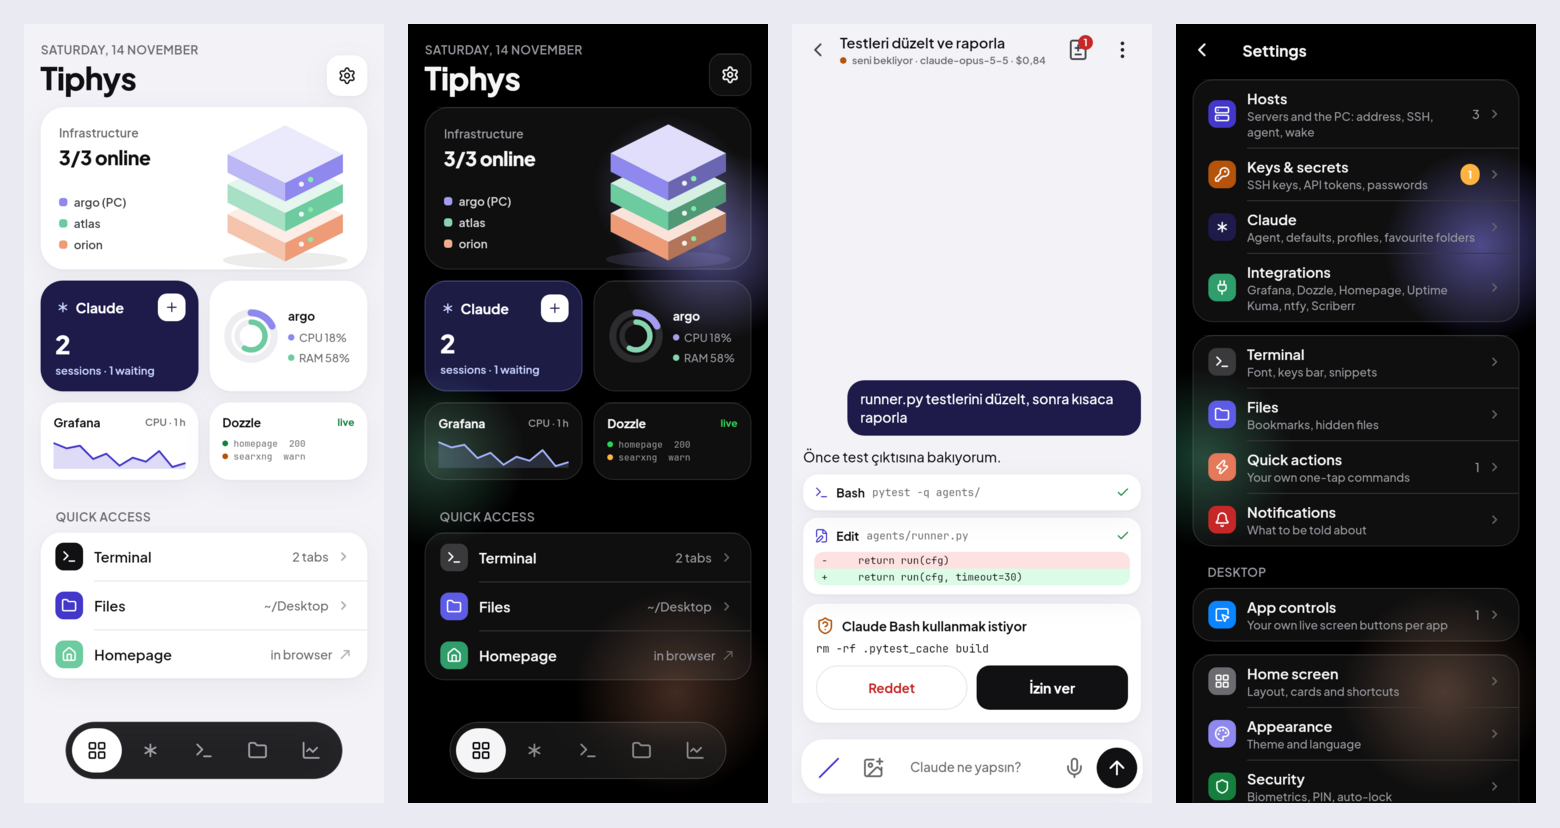 SATURDAY, 14 NOVEMBER
Tiphys
Infrastructure
3/3 online
argo (PC)
atlas
orion
Claude
2
sessions · 1 waiting
argo
CPU 18%
RAM 58%
Grafana
CPU · 1 h
Dozzle
live
homepage 200
searxng warn
QUICK ACCESS
Terminal
2 tabs
Files
~/Desktop
Homepage
in browser
SATURDAY, 14 NOVEMBER
Tiphys
Infrastructure
3/3 online
argo (PC)
atlas
orion
Claude
2
sessions · 1 waiting
argo
CPU 18%
RAM 58%
Grafana
CPU · 1 h
Dozzle
live
homepage 200
searxng warn
QUICK ACCESS
Terminal
2 tabs
Files
~/Desktop
Homepage
in browser
Testleri düzelt ve raporla
seni bekliyor · claude-opus-5-5 · $0,84
1
runner.py testlerini düzelt, sonra kısaca
raporla
Önce test çıktısına bakıyorum.
Bash pytest -q agents/
Edit agents/runner.py
- return run(cfg)
+ return run(cfg, timeout=30)
Claude Bash kullanmak istiyor
rm -rf .pytest_cache build
Reddet
İzin ver
Claude ne yapsın?
Settings
Hosts
Servers and the PC: address, SSH,
agent, wake
3
Keys & secrets
SSH keys, API tokens, passwords
1
Claude
Agent, defaults, profiles, favourite folders
Integrations
Grafana, Dozzle, Homepage, Uptime
Kuma, ntfy, Scriberr
Terminal
Font, keys bar, snippets
Files
Bookmarks, hidden files
Quick actions
Your own one-tap commands
1
Notifications
What to be told about
DESKTOP
App controls
Your own live screen buttons per app
1
Home screen
Layout, cards and shortcuts
Appearance
Theme and language
Security
Biometrics, PIN, auto-lock